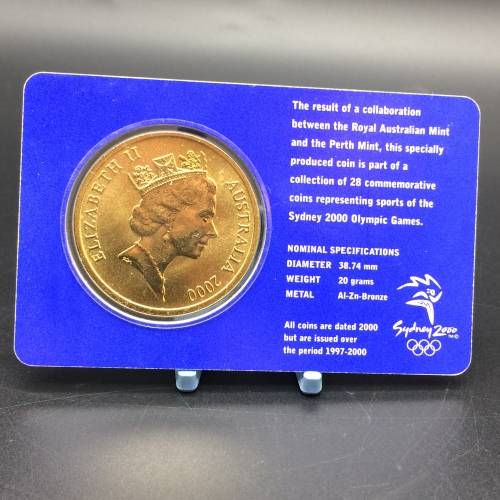 ELIZABETH II
AUSTRALIA 2000
The result of a collaboration
between the Royal Australian Mint
and the Perth Mint, this specially
produced coin is part of a
collection of 28 commemorative
coins representing sports of the
Sydney 2000 Olympic Games.
NOMINAL SPECIFICATIONS
DIAMETER 38.74 mm
WEIGHT 20 grams
METAL Al-Zn-Bronze
All coins are dated 2000
but are issued over
the period 1997-2000
Sydney 2000
TM©